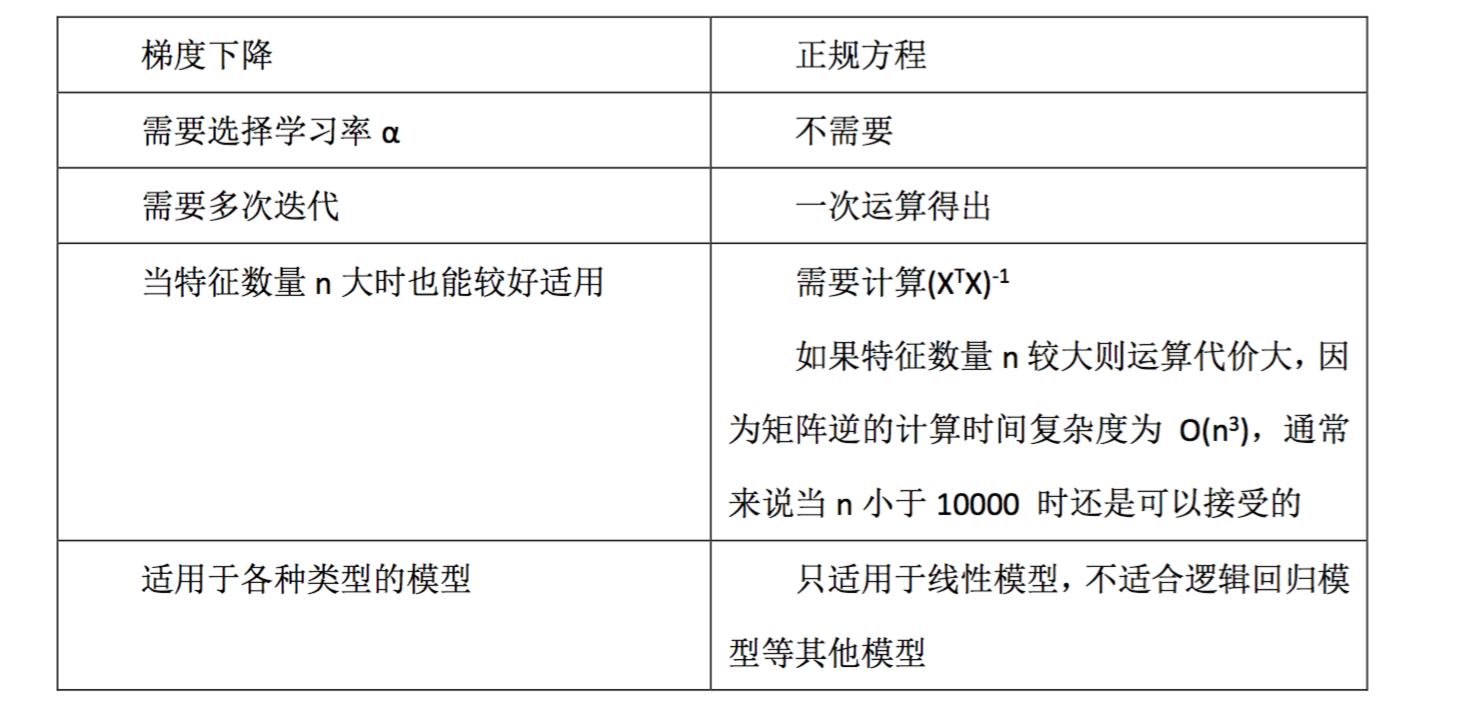 梯度下降
正规方程
需要选择学习率 α
不需要
需要多次迭代
一次运算得出
当特征数量 n 大时也能较好适用
需要计算(XᵀX)⁻¹
如果特征数量 n 较大则运算代价大，因
为矩阵逆的计算时间复杂度为 O(n³)，通常
来说当 n 小于 10000 时还是可以接受的
适用于各种类型的模型
只适用于线性模型，不适合逻辑回归模
型等其他模型